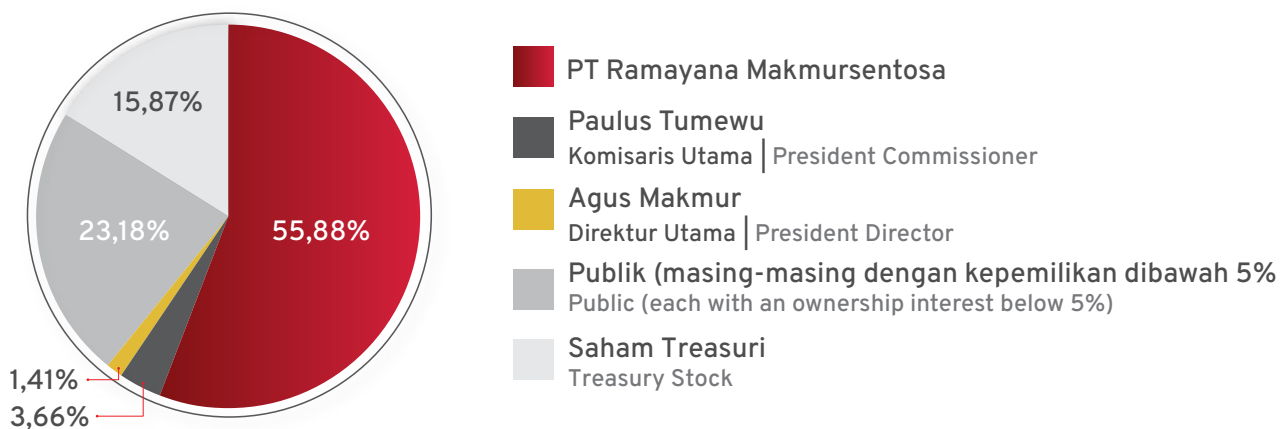 15,87%
23,18%
55,88%
1,41%
3,66%
PT Ramayana Makmursentosa
Paulus Tumewu
Komisaris Utama | President Commissioner
Agus Makmur
Direktur Utama | President Director
Publik (masing-masing dengan kepemilikan dibawah 5%
Public (each with an ownership interest below 5%)
Saham Treasuri
Treasury Stock